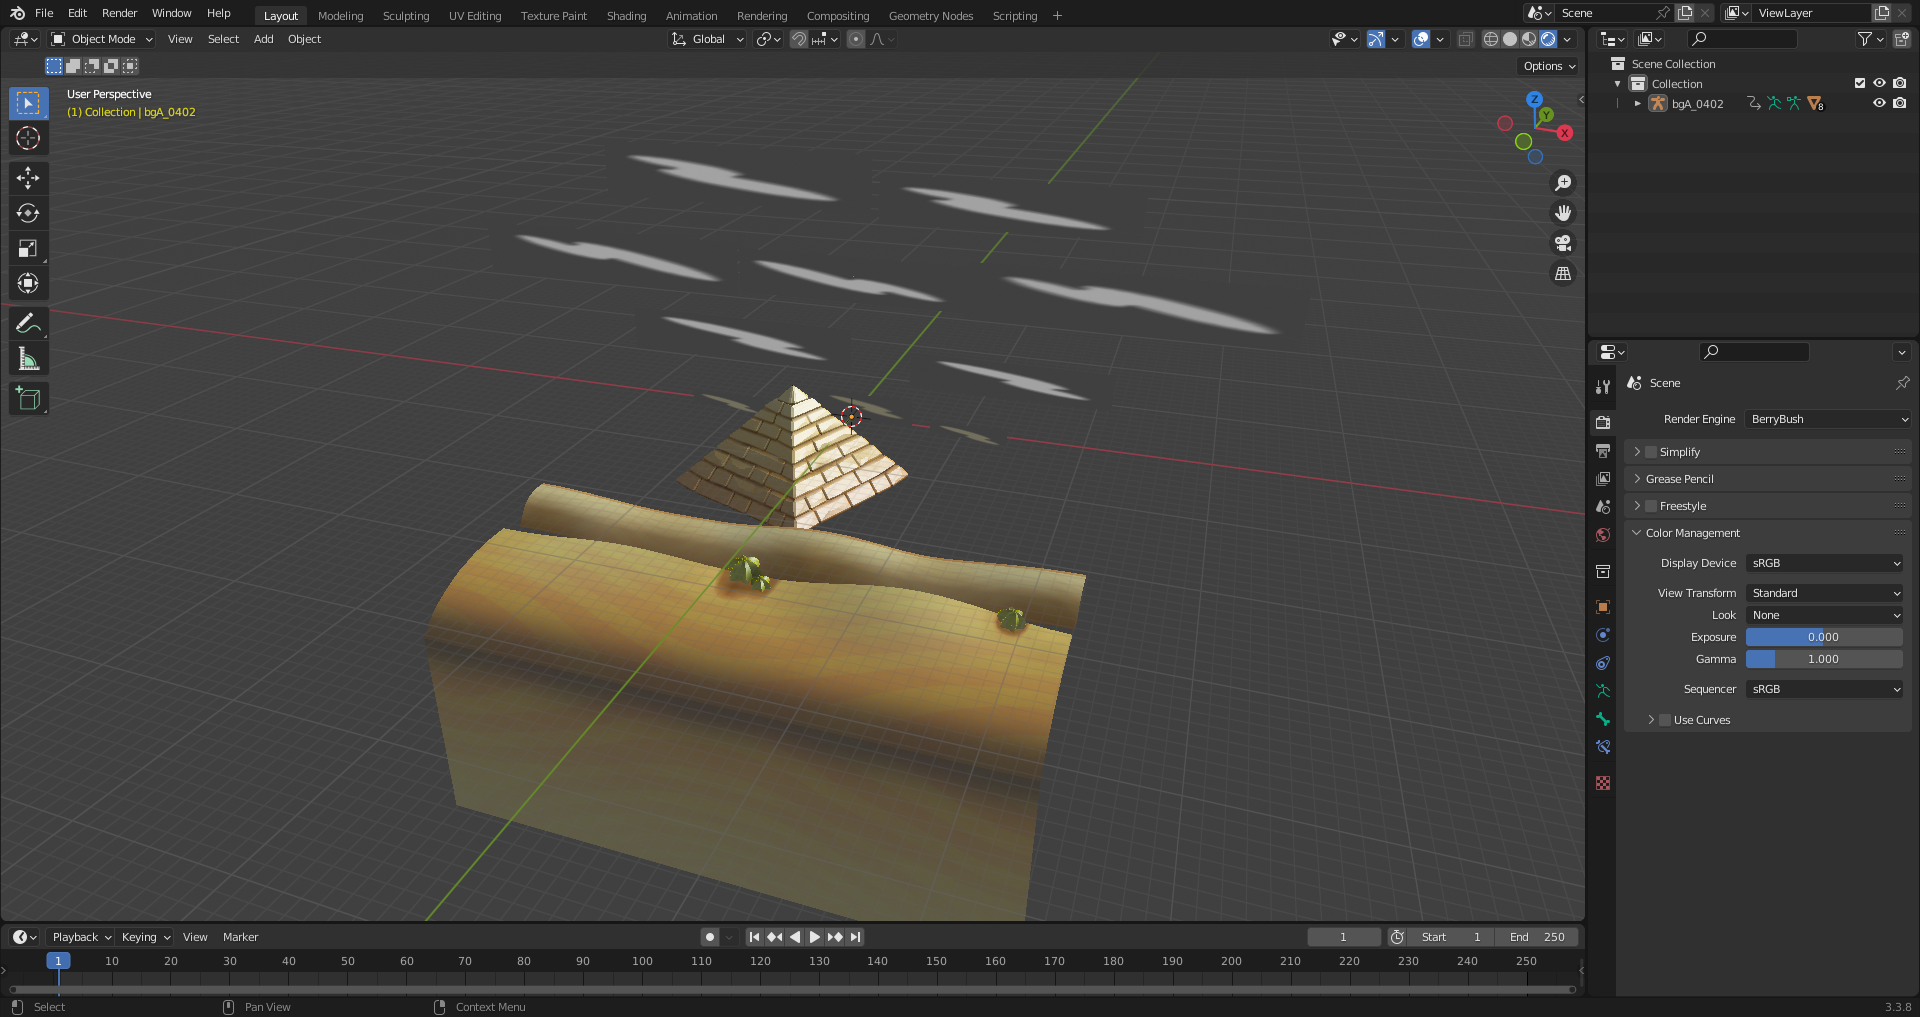 File Edit Render Window Help Layout Modeling Sculpting UV Editing Texture Paint Shading Animation Rendering Compositing Geometry Nodes Scripting + Scene ViewLayer
Object Mode View Select Add Object Global
Options
User Perspective
(1) Collection | bgA_0402
Z
Y
X
Scene Collection
Collection
bgA_0402 8
Scene
Render Engine BerryBush
Simplify
Grease Pencil
Freestyle
Color Management
Display Device sRGB
View Transform Standard
Look None
Exposure 0.000
Gamma 1.000
Sequencer sRGB
Use Curves
Playback Keying View Marker 1 Start 1 End 250
1 10 20 30 40 50 60 70 80 90 100 110 120 130 140 150 160 170 180 190 200 210 220 230 240 250
Select Pan View Context Menu 3.3.8